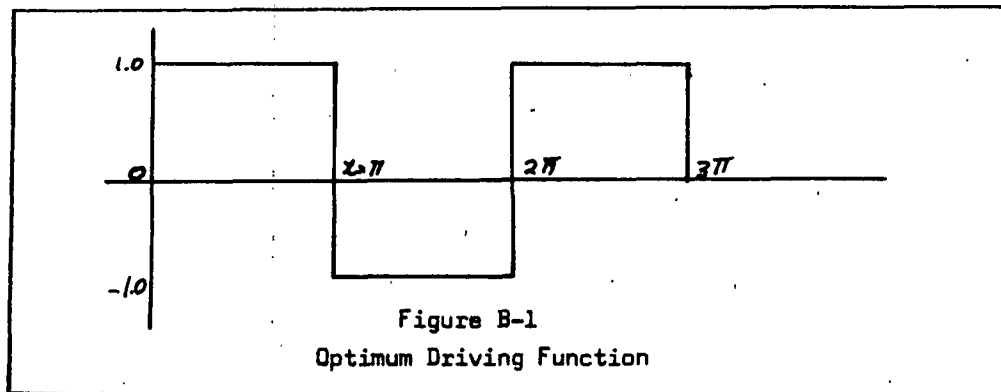 1.0
0
x=π
2π
3π
-1.0
Figure B-1
Optimum Driving Function